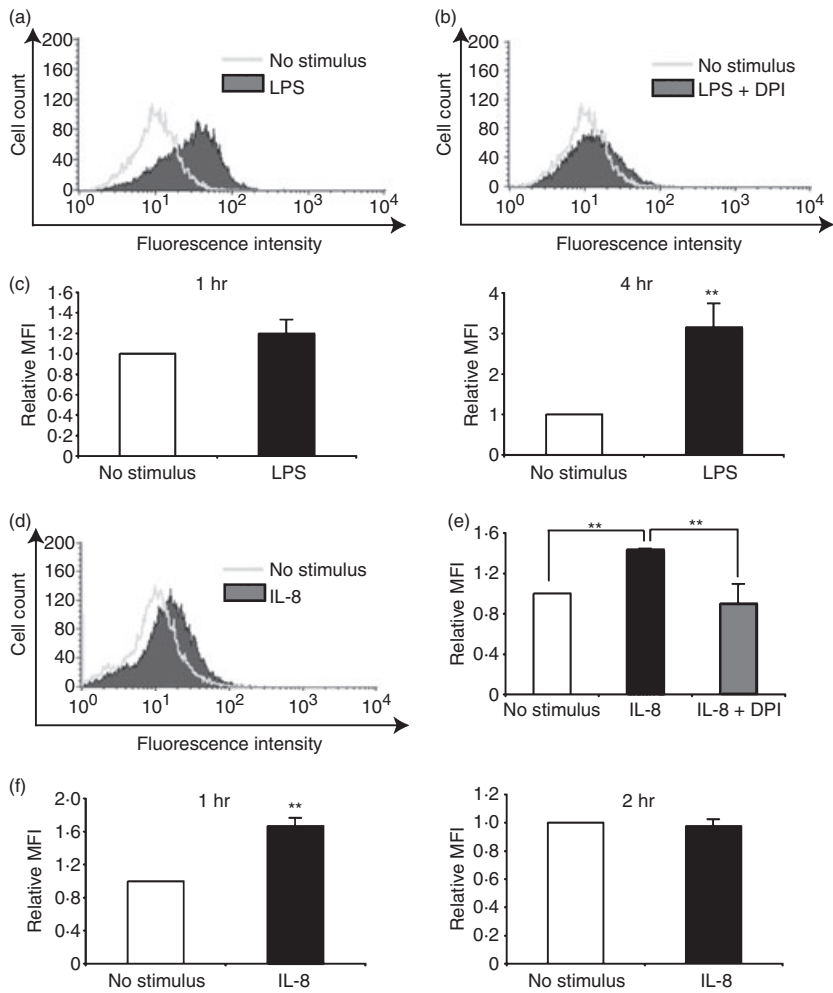 (a)
200
160
120
80
40
0
Cell count
No stimulus
LPS
10⁰ 10¹ 10² 10³ 10⁴
Fluorescence intensity
(b)
200
160
120
80
40
0
Cell count
No stimulus
LPS + DPI
10⁰ 10¹ 10² 10³ 10⁴
Fluorescence intensity
(c)
1 hr
1·6
1·4
1·2
1·0
0·8
0·6
0·4
0·2
0
Relative MFI
No stimulus LPS
4 hr
**
4
3
2
1
0
Relative MFI
No stimulus LPS
(d)
200
160
120
80
40
0
Cell count
No stimulus
IL-8
10⁰ 10¹ 10² 10³ 10⁴
Fluorescence intensity
(e)
** **
1·6
1·2
0·8
0·4
0
Relative MFI
No stimulus IL-8 IL-8 + DPI
(f)
1 hr
**
2·0
1·6
1·2
0·8
0·4
0
Relative MFI
No stimulus IL-8
2 hr
1·2
1·0
0·8
0·6
0·4
0·2
0
Relative MFI
No stimulus IL-8